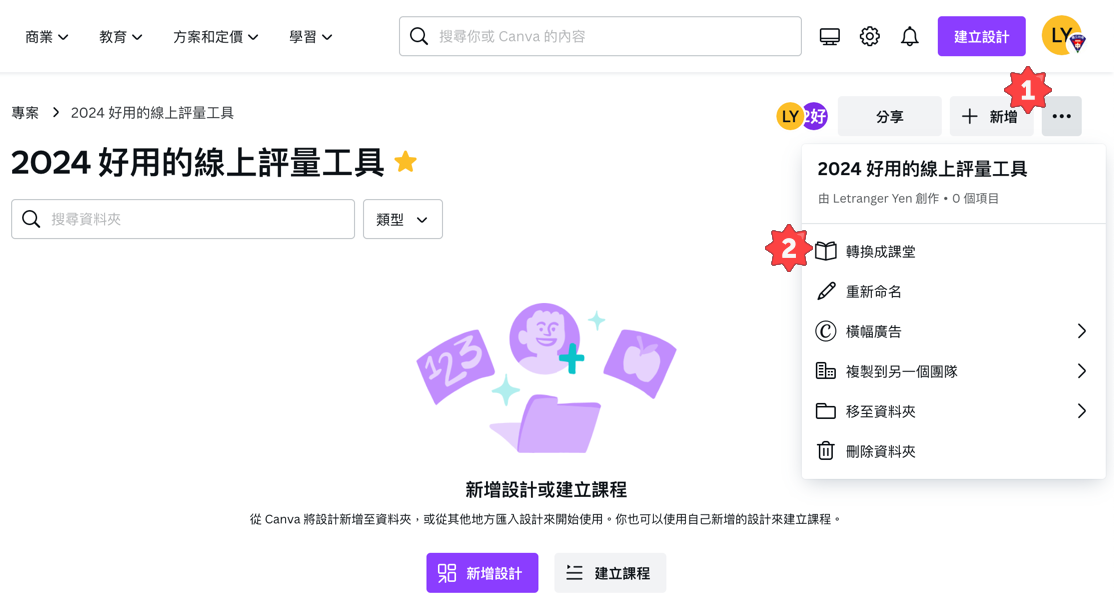 商業 教育 方案和定價 學習 搜尋你或 Canva 的內容 建立設計 LY
1
專案 2024 好用的線上評量工具 LY 2好 分享 新增
2024 好用的線上評量工具
搜尋資料夾 類型
2024 好用的線上評量工具
由 Letranger Yen 創作 • 0 個項目
2 轉換成課堂
重新命名
橫幅廣告
複製到另一個團隊
移至資料夾
刪除資料夾
123
新增設計或建立課程
從 Canva 將設計新增至資料夾，或從其他地方匯入設計來開始使用。你也可以使用自己新增的設計來建立課程。
新增設計 建立課程